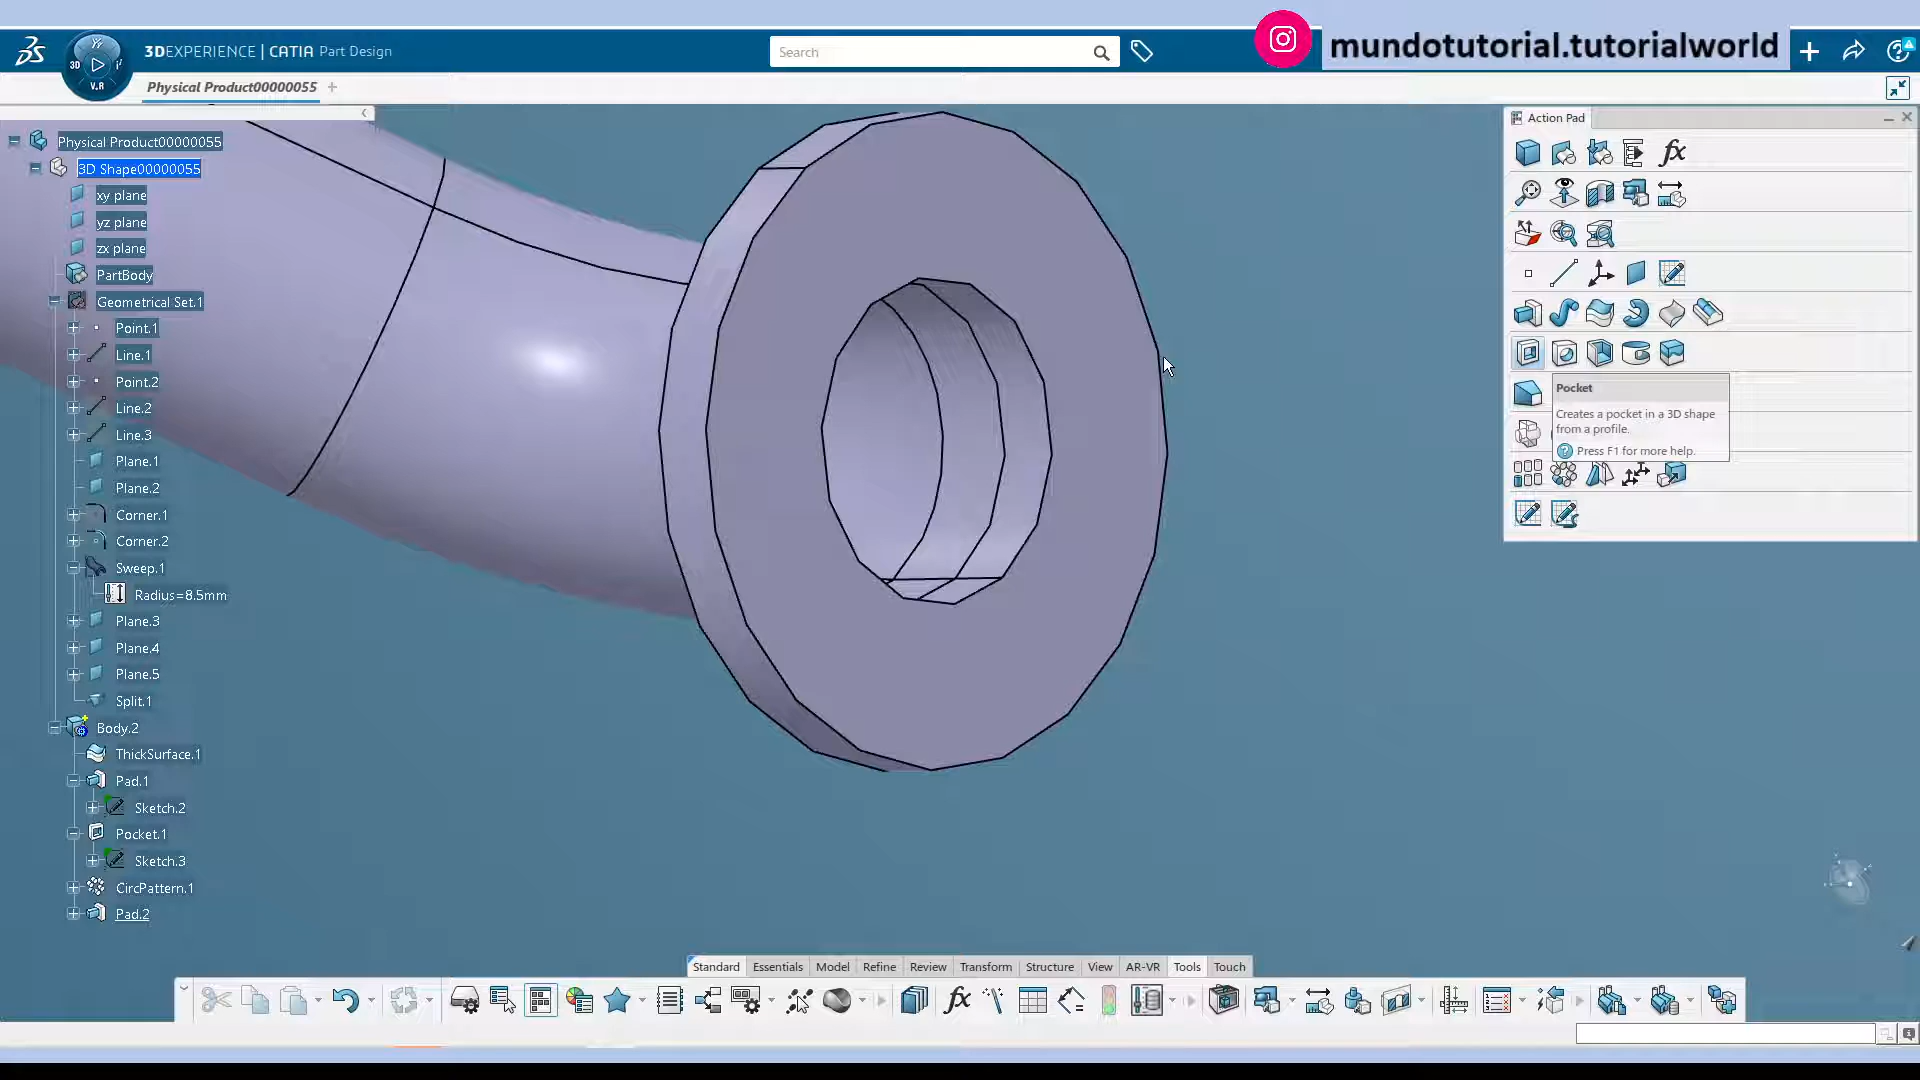 3DEXPERIENCE | CATIA Part Design
Search
mundotutorial.tutorialworld
3D
V.R
Physical Product00000055
Action Pad
Physical Product00000055
3D Shape00000055
xy plane
yz plane
zx plane
PartBody
Geometrical Set.1
Point.1
Line.1
Point.2
Line.2
Line.3
Plane.1
Plane.2
Corner.1
Corner.2
Sweep.1
Radius=8.5mm
Plane.3
Plane.4
Plane.5
Split.1
Body.2
ThickSurface.1
Pad.1
Sketch.2
Pocket.1
Sketch.3
CircPattern.1
Pad.2
fx
Pocket
Creates a pocket in a 3D shape
from a profile.
Press F1 for more help.
Standard Essentials Model Refine Review Transform Structure View AR-VR Tools Touch
fx